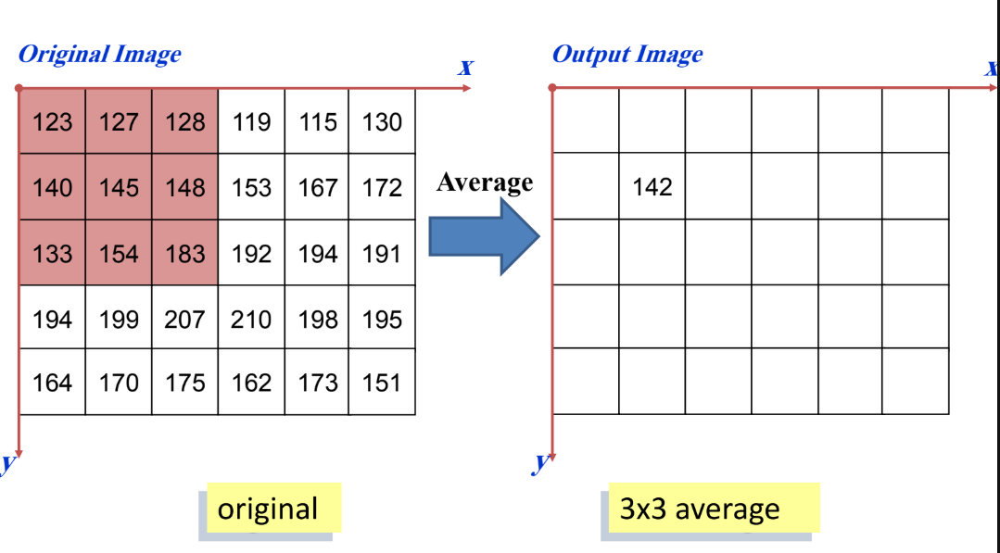 Original Image
Output Image
x
x
123 127 128 119 115 130
140 145 148 153 167 172
Average
142
133 154 183 192 194 191
194 199 207 210 198 195
164 170 175 162 173 151
y
y
original
3x3 average